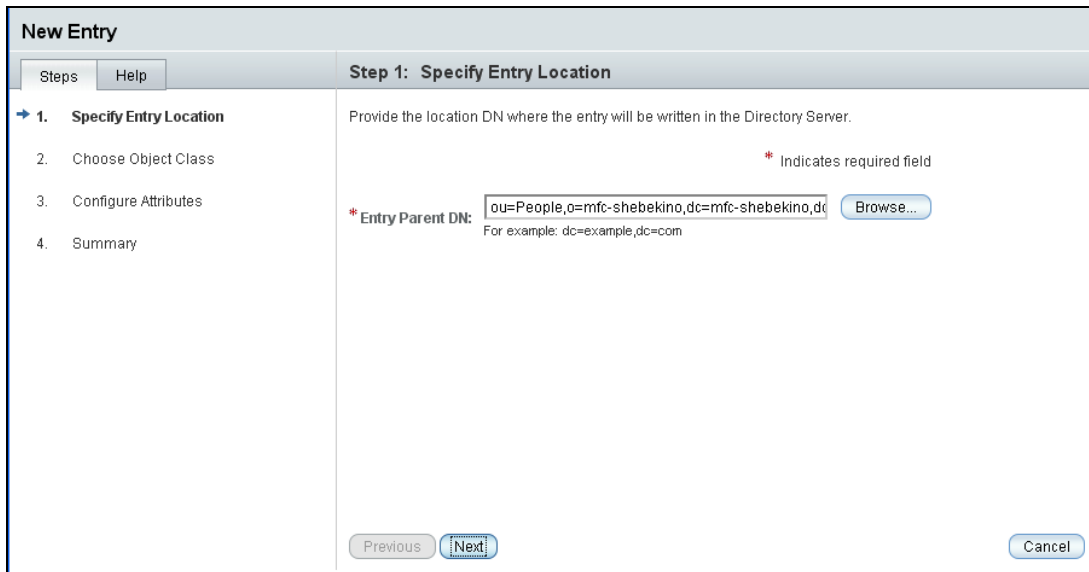 New Entry
Steps Help
Step 1: Specify Entry Location
1. Specify Entry Location
2. Choose Object Class
3. Configure Attributes
4. Summary
Provide the location DN where the entry will be written in the Directory Server.
* Indicates required field
* Entry Parent DN: ou=People,o=mfc-shebekino,dc=mfc-shebekino,dc Browse...
For example: dc=example,dc=com
Previous Next Cancel